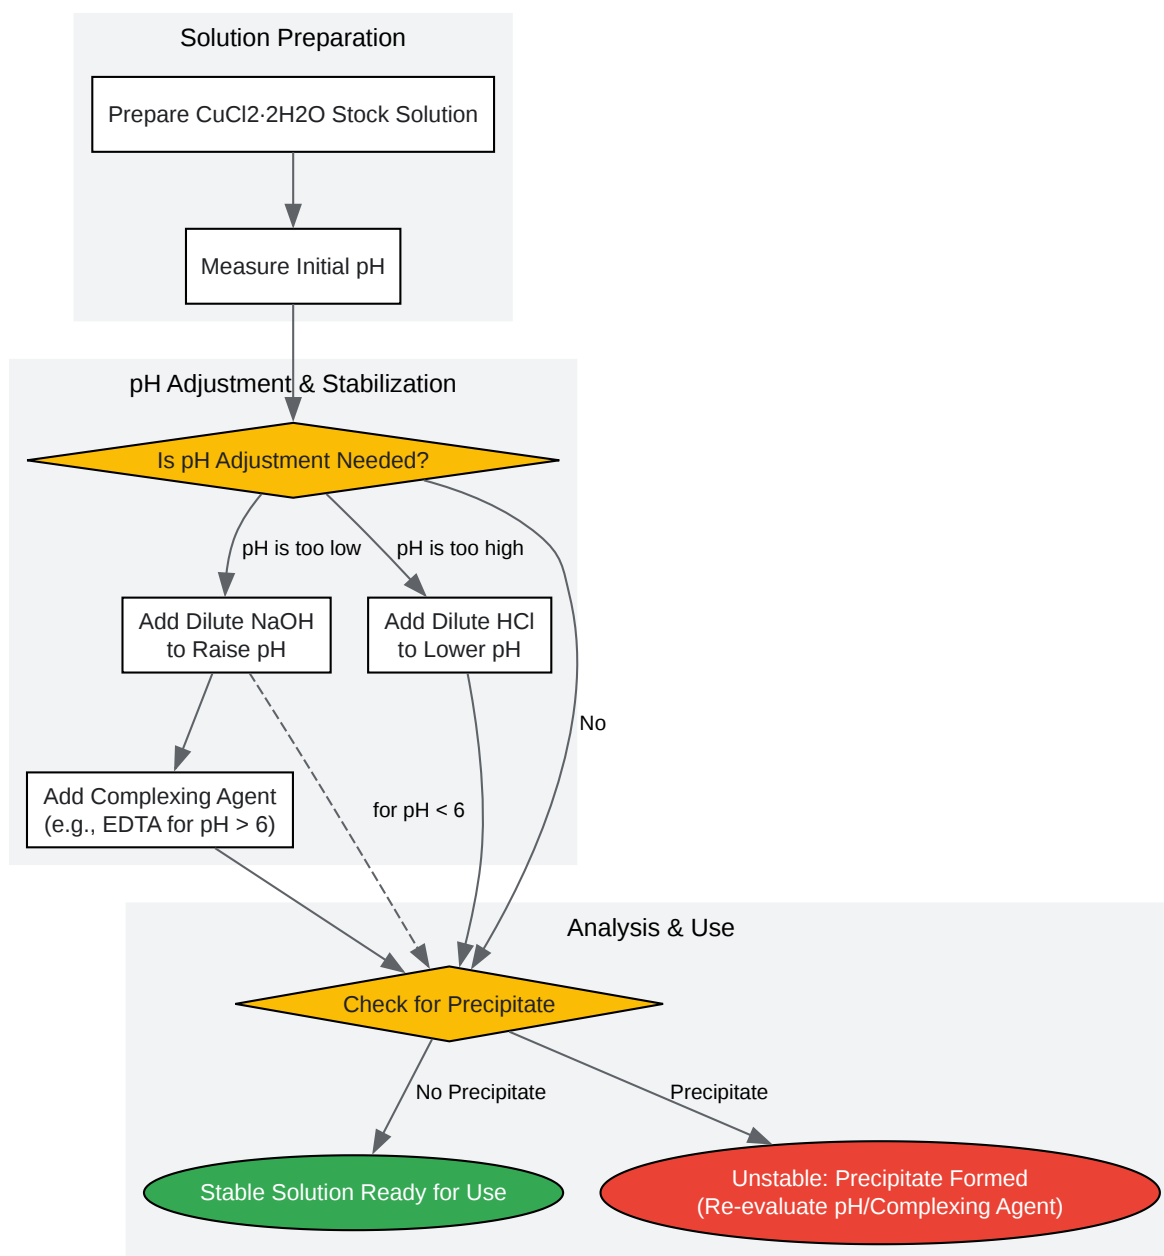 Solution Preparation
Prepare CuCl2·2H2O Stock Solution
Measure Initial pH
pH Adjustment & Stabilization
Is pH Adjustment Needed?
pH is too low
pH is too high
Add Dilute NaOH
to Raise pH
Add Dilute HCl
to Lower pH
No
Add Complexing Agent
(e.g., EDTA for pH > 6)
for pH < 6
Analysis & Use
Check for Precipitate
No Precipitate
Precipitate
Stable Solution Ready for Use
Unstable: Precipitate Formed
(Re-evaluate pH/Complexing Agent)